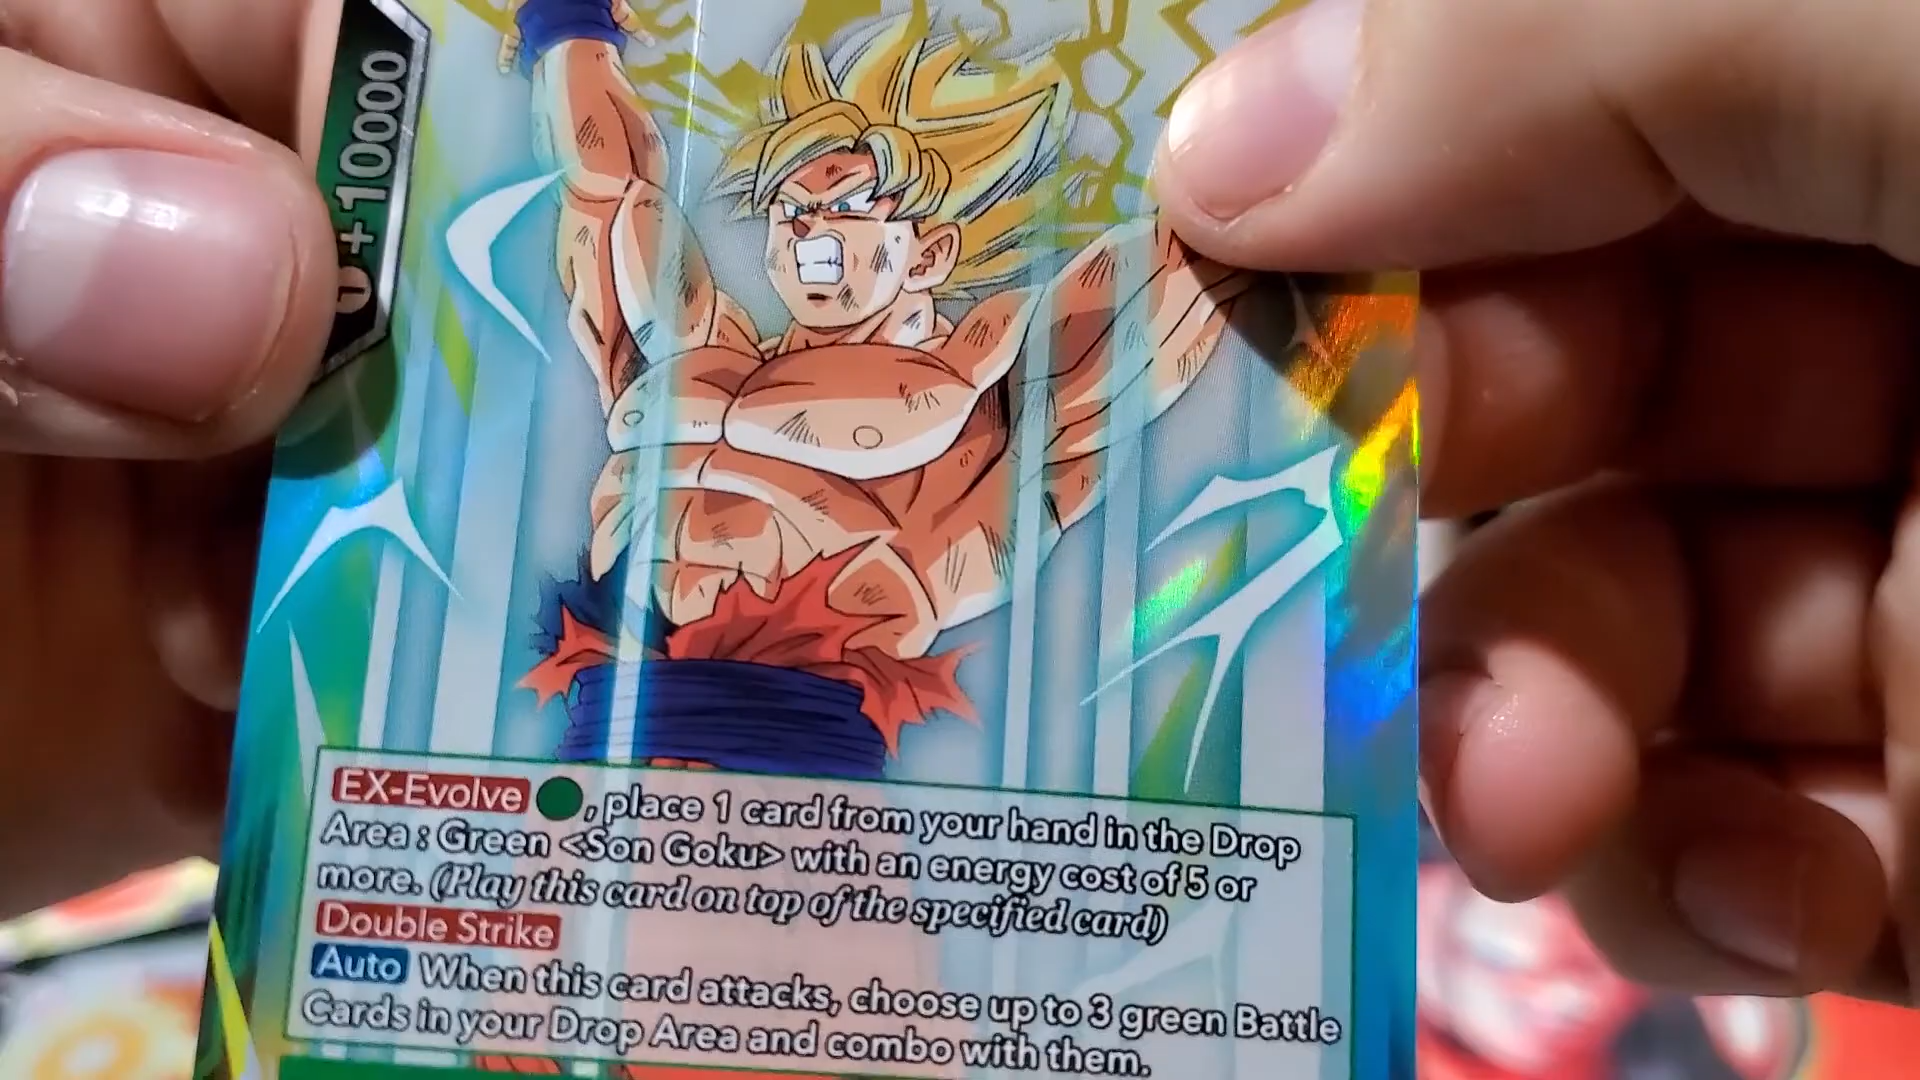 +10000
EX-Evolve , place 1 card from your hand in the Drop
Area : Green <Son Goku> with an energy cost of 5 or
more. (Play this card on top of the specified card)
Double Strike
Auto When this card attacks, choose up to 3 green Battle
Cards in your Drop Area and combo with them.